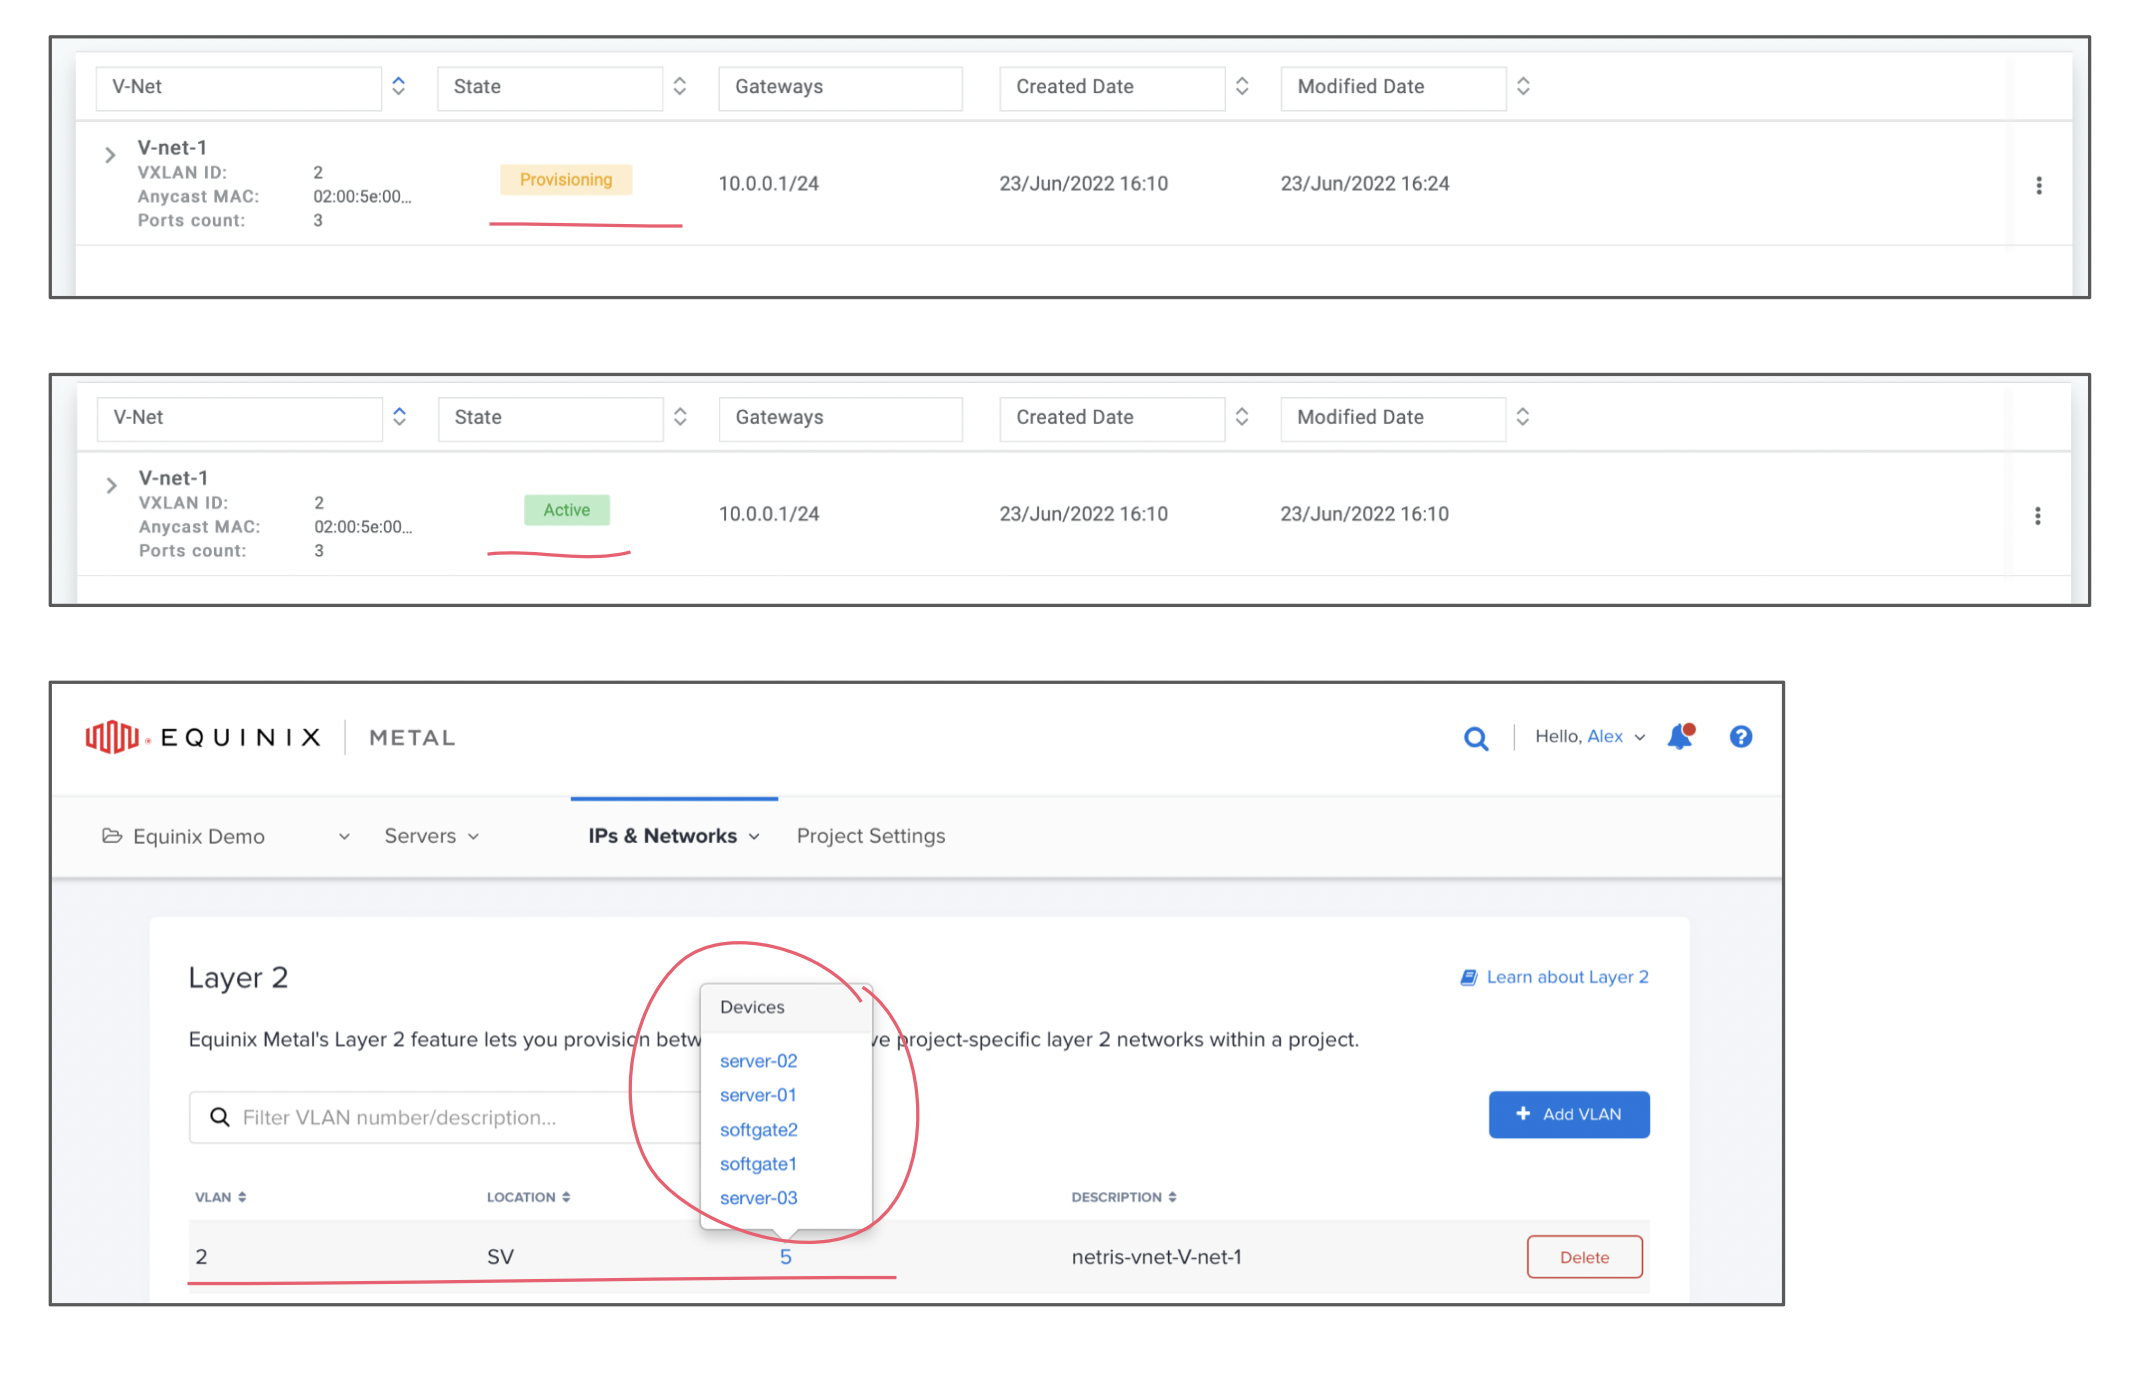 V-Net State Gateways Created Date Modified Date
V-net-1
VXLAN ID: 2
Anycast MAC: 02:00:5e:00...
Ports count: 3
Provisioning 10.0.0.1/24 23/Jun/2022 16:10 23/Jun/2022 16:24
V-Net State Gateways Created Date Modified Date
V-net-1
VXLAN ID: 2
Anycast MAC: 02:00:5e:00...
Ports count: 3
Active 10.0.0.1/24 23/Jun/2022 16:10 23/Jun/2022 16:10
EQUINIX METAL Hello, Alex
Equinix Demo Servers IPs & Networks Project Settings
Layer 2 Learn about Layer 2
Equinix Metal's Layer 2 feature lets you provision project-specific layer 2 networks within a project.
Devices
server-02
server-01
softgate2
softgate1
server-03
Filter VLAN number/description... + Add VLAN
VLAN LOCATION DESCRIPTION
2 SV 5 netris-vnet-V-net-1 Delete